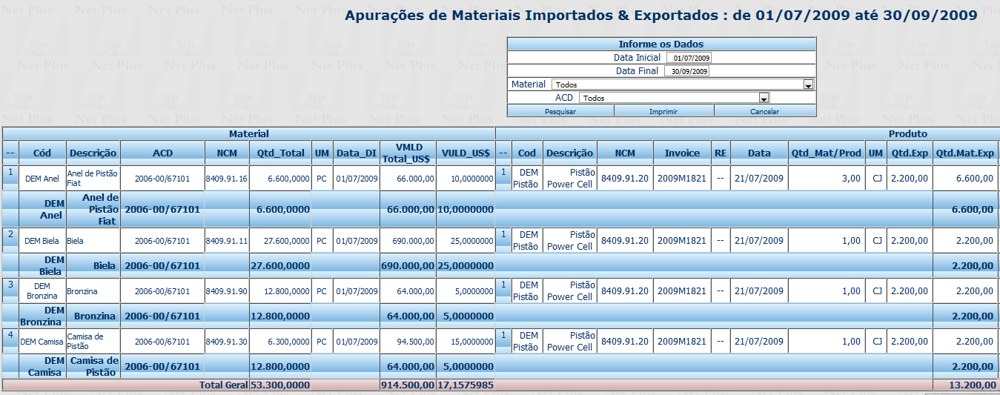 Apurações de Materiais Importados & Exportados : de 01/07/2009 até 30/09/2009
Informe os Dados
Data Inicial 01/07/2009
Data Final 30/09/2009
Material Todos
ACD Todos
Pesquisar Imprimir Cancelar
Material Produto
-- Cód Descrição ACD NCM Qtd_Total UM Data_DI VMLD Total_US$ VULD_US$ -- Cod Descrição NCM Invoice RE Data Qtd_Mat/Prod UM Qtd.Exp Qtd.Mat.Exp
1 DEM Anel Anel de Pistão Fiat 2006-00/67101 8409.91.16 6.600,0000 PC 01/07/2009 66.000,00 10,0000000 1 DEM Pistão Pistão Power Cell 8409.91.20 2009M1821 -- 21/07/2009 3,00 CJ 2.200,00 6.600,00
DEM Anel Anel de Pistão Fiat 2006-00/67101 6.600,0000 66.000,00 10,0000000 6.600,00
2 DEM Biela Biela 2006-00/67101 8409.91.11 27.600,0000 PC 01/07/2009 690.000,00 25,0000000 1 DEM Pistão Pistão Power Cell 8409.91.20 2009M1821 -- 21/07/2009 1,00 CJ 2.200,00 2.200,00
DEM Biela Biela 2006-00/67101 27.600,0000 690.000,00 25,0000000 2.200,00
3 DEM Bronzina Bronzina 2006-00/67101 8409.91.90 12.800,0000 PC 01/07/2009 64.000,00 5,0000000 1 DEM Pistão Pistão Power Cell 8409.91.20 2009M1821 -- 21/07/2009 1,00 CJ 2.200,00 2.200,00
DEM Bronzina Bronzina 2006-00/67101 12.800,0000 64.000,00 5,0000000 2.200,00
4 DEM Camisa Camisa de Pistão 2006-00/67101 8409.91.30 6.300,0000 PC 01/07/2009 94.500,00 15,0000000 1 DEM Pistão Pistão Power Cell 8409.91.20 2009M1821 -- 21/07/2009 1,00 CJ 2.200,00 2.200,00
DEM Camisa Camisa de Pistão 2006-00/67101 12.800,0000 64.000,00 5,0000000 2.200,00
Total Geral 53.300,0000 914.500,00 17,1575985 13.200,00